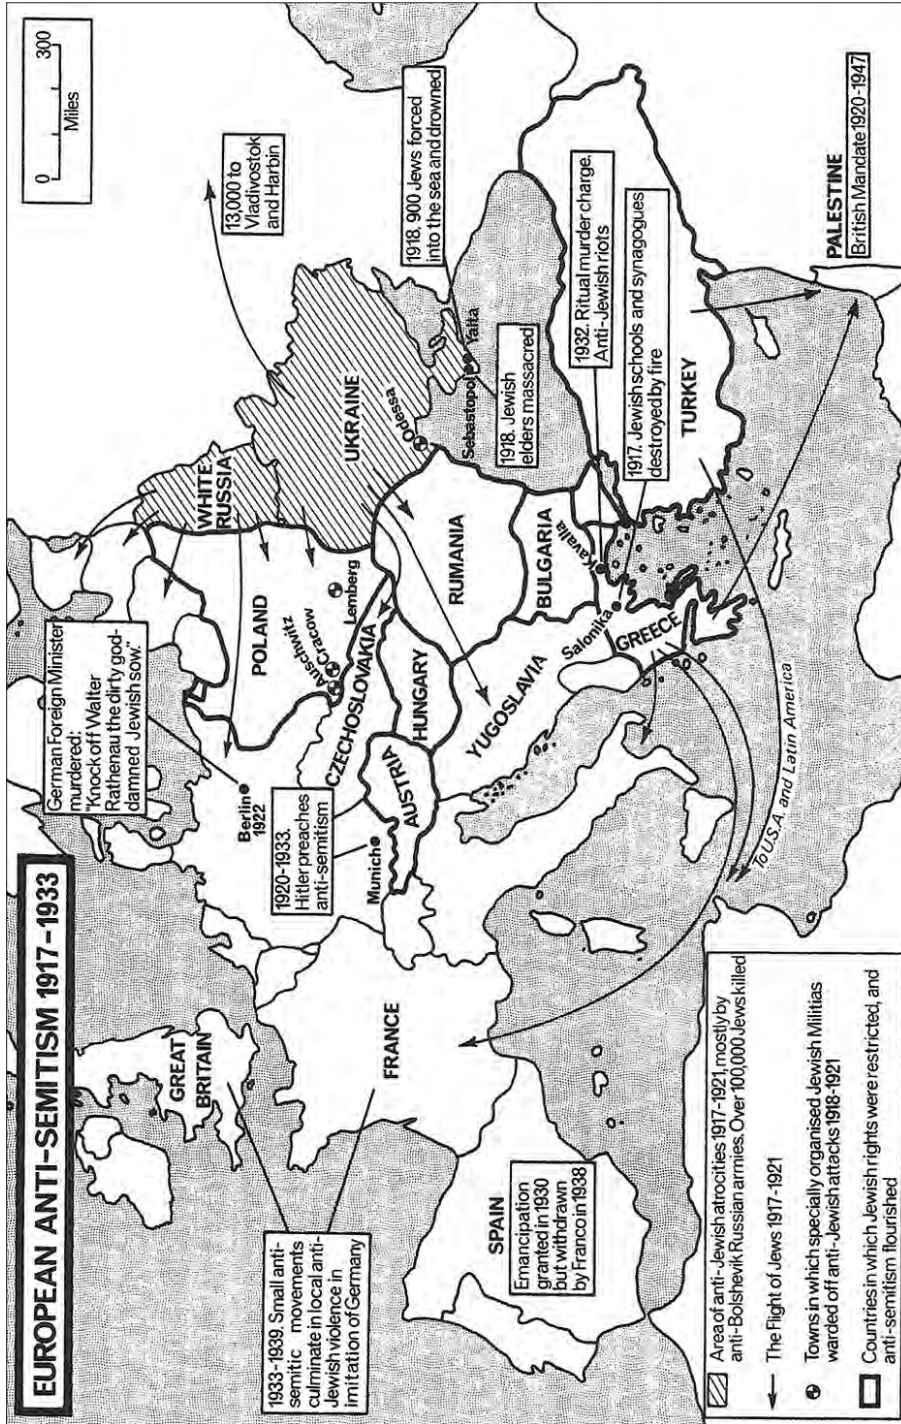 EUROPEAN ANTI-SEMITISM 1917-1933
0 300
Miles
German Foreign Minister
murdered:
"Knock off Walter
Rathenau the dirty god-
damned Jewish sow."
13,000 to
Vladivostok
and Harbin
1918. 900 Jews forced
into the sea and drowned
1918. Jewish
elders massacred
1932. Ritual murder charge.
Anti-Jewish riots
1917. Jewish schools and synagogues
destroyed by fire
PALESTINE
British Mandate 1920-1947
1920-1933.
Hitler preaches
anti-semitism
1933-1939. Small anti-
semitic movements
culminate in local anti-
Jewish violence in
imitation of Germany
GREAT
BRITAIN
FRANCE
SPAIN
Emancipation
granted in 1930
but withdrawn
by Franco in 1938
Berlin
1922
Munich
POLAND
Auschwitz
Cracow
Lemberg
WHITE
RUSSIA
UKRAINE
Odessa
Sebastopol
Yalta
CZECHOSLOVAKIA
AUSTRIA
HUNGARY
RUMANIA
YUGOSLAVIA
BULGARIA
Kavalla
Salonika
GREECE
TURKEY
To U.S.A. and Latin America
Area of anti-Jewish atrocities 1917-1921, mostly by
anti-Bolshevik Russian armies. Over 100,000 Jews killed
The Flight of Jews 1917-1921
Towns in which specially organised Jewish Militias
warded off anti-Jewish attacks 1918-1921
Countries in which Jewish rights were restricted, and
anti-semitism flourished